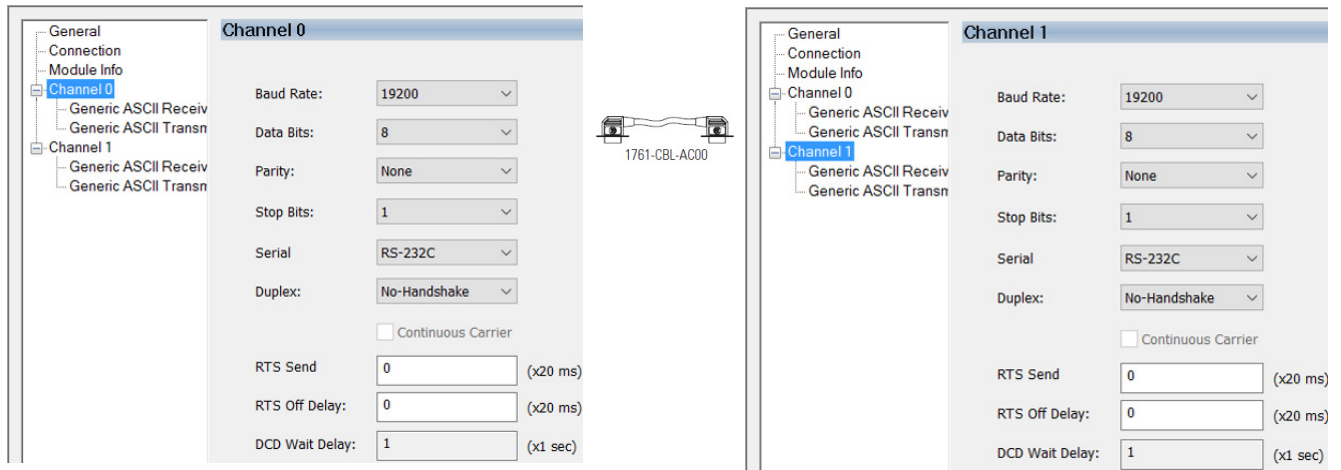 General
Connection
Module Info
Channel 0
Generic ASCII Receiv
Generic ASCII Transm
Channel 1
Generic ASCII Receiv
Generic ASCII Transm
Channel 0
Baud Rate: 19200
Data Bits: 8
Parity: None
Stop Bits: 1
Serial RS-232C
Duplex: No-Handshake
Continuous Carrier
RTS Send 0 (x20 ms)
RTS Off Delay: 0 (x20 ms)
DCD Wait Delay: 1 (x1 sec)
1761-CBL-AC00
General
Connection
Module Info
Channel 0
Generic ASCII Receiv
Generic ASCII Transm
Channel 1
Generic ASCII Receiv
Generic ASCII Transm
Channel 1
Baud Rate: 19200
Data Bits: 8
Parity: None
Stop Bits: 1
Serial RS-232C
Duplex: No-Handshake
Continuous Carrier
RTS Send 0 (x20 ms)
RTS Off Delay: 0 (x20 ms)
DCD Wait Delay: 1 (x1 sec)